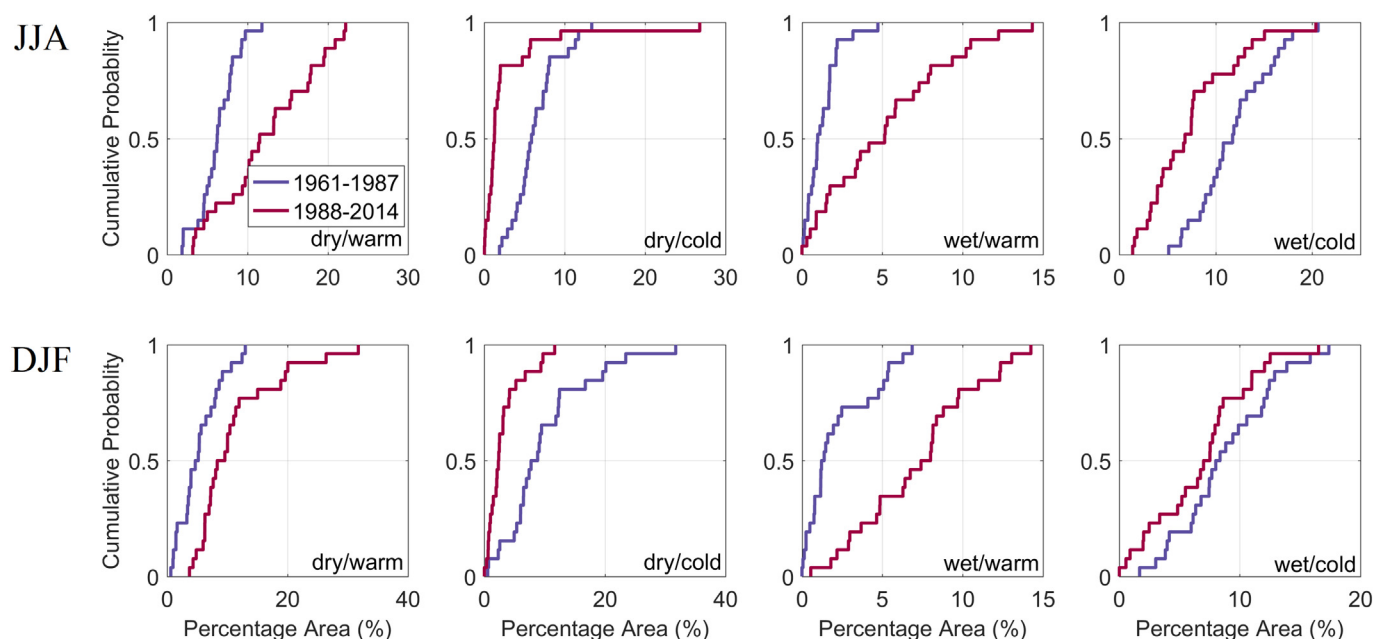 JJA
Cumulative Probablity
1
0.5
0
1961-1987
1988-2014
dry/warm
0 10 20 30
1
0.5
0
dry/cold
0 10 20 30
1
0.5
0
wet/warm
0 5 10 15
1
0.5
0
wet/cold
0 10 20
DJF
Cumulative Probablity
1
0.5
0
dry/warm
0 20 40
Percentage Area (%)
1
0.5
0
dry/cold
0 20 40
Percentage Area (%)
1
0.5
0
wet/warm
0 5 10 15
Percentage Area (%)
1
0.5
0
wet/cold
0 10 20
Percentage Area (%)